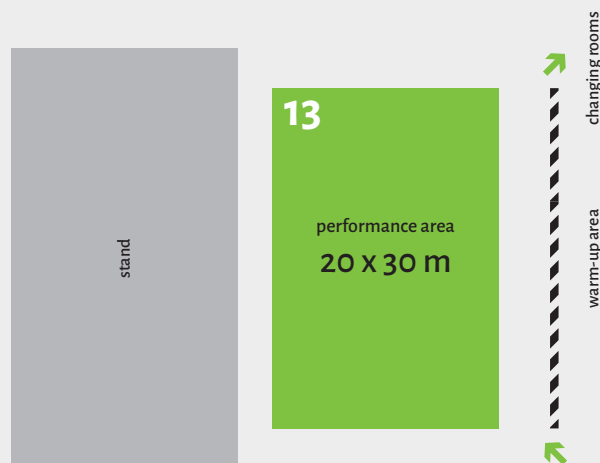 stand
13
performance area
20 x 30 m
changing rooms
warm-up area